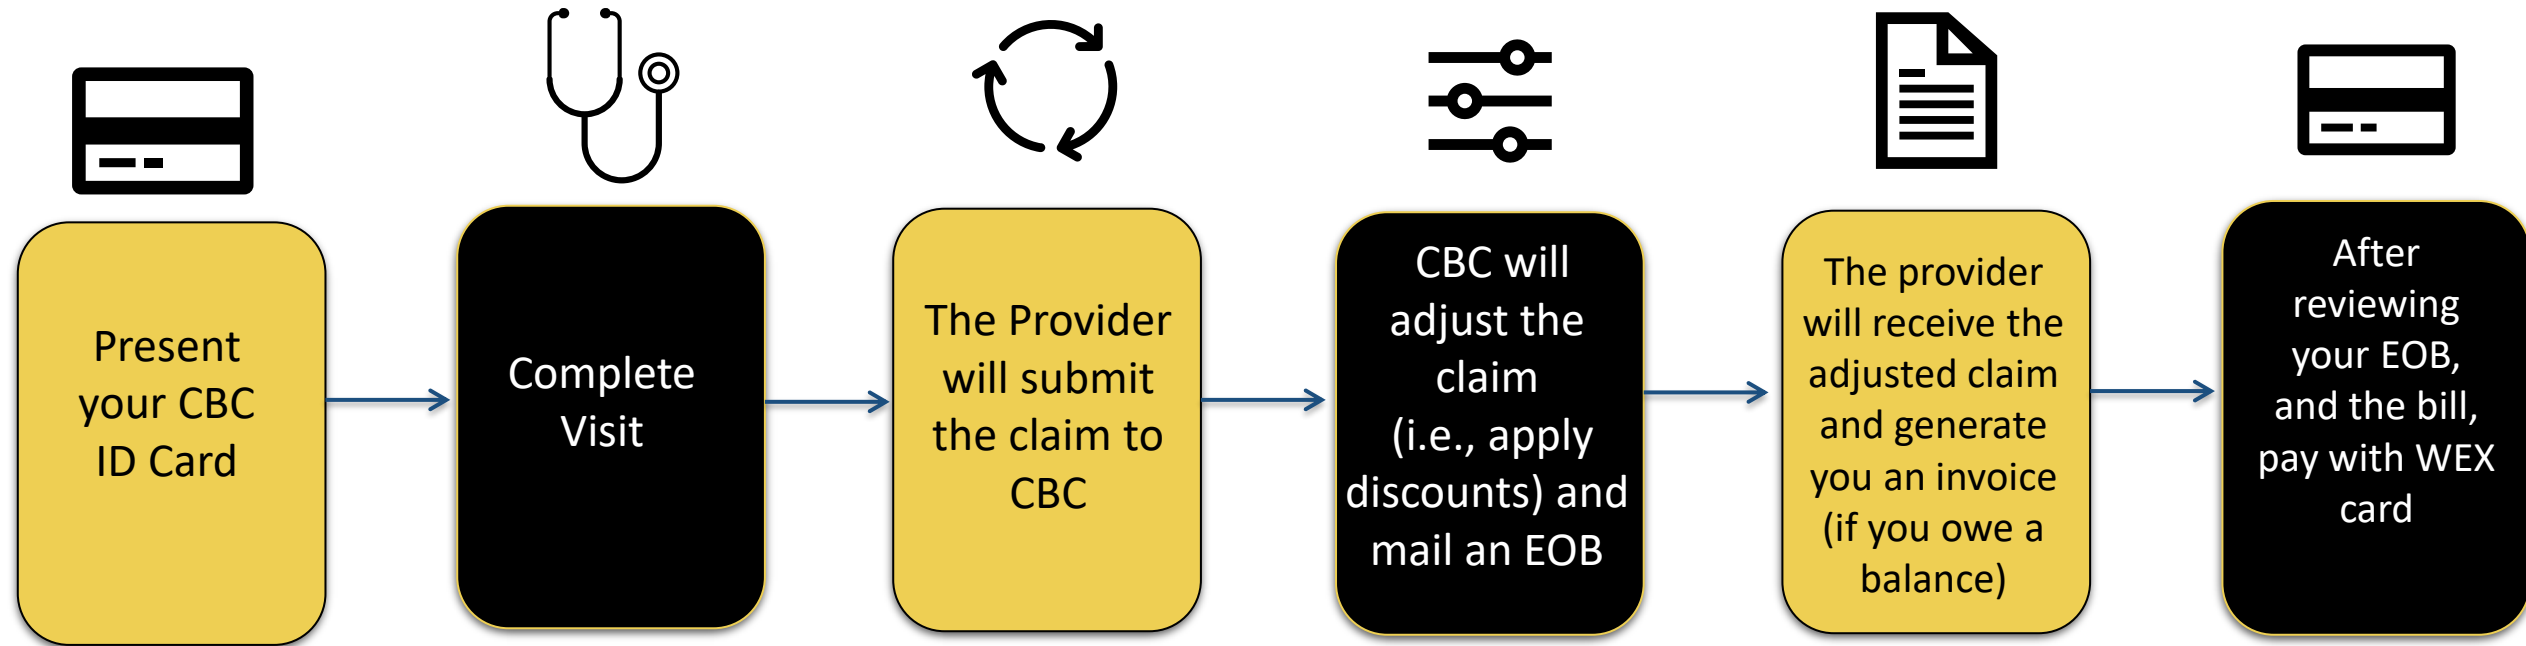 Present
your CBC
ID Card
Complete
Visit
The Provider
will submit
the claim to
CBC
CBC will
adjust the
claim
(i.e., apply
discounts) and
mail an EOB
The provider
will receive the
adjusted claim
and generate
you an invoice
(if you owe a
balance)
After
reviewing
your EOB,
and the bill,
pay with WEX
card